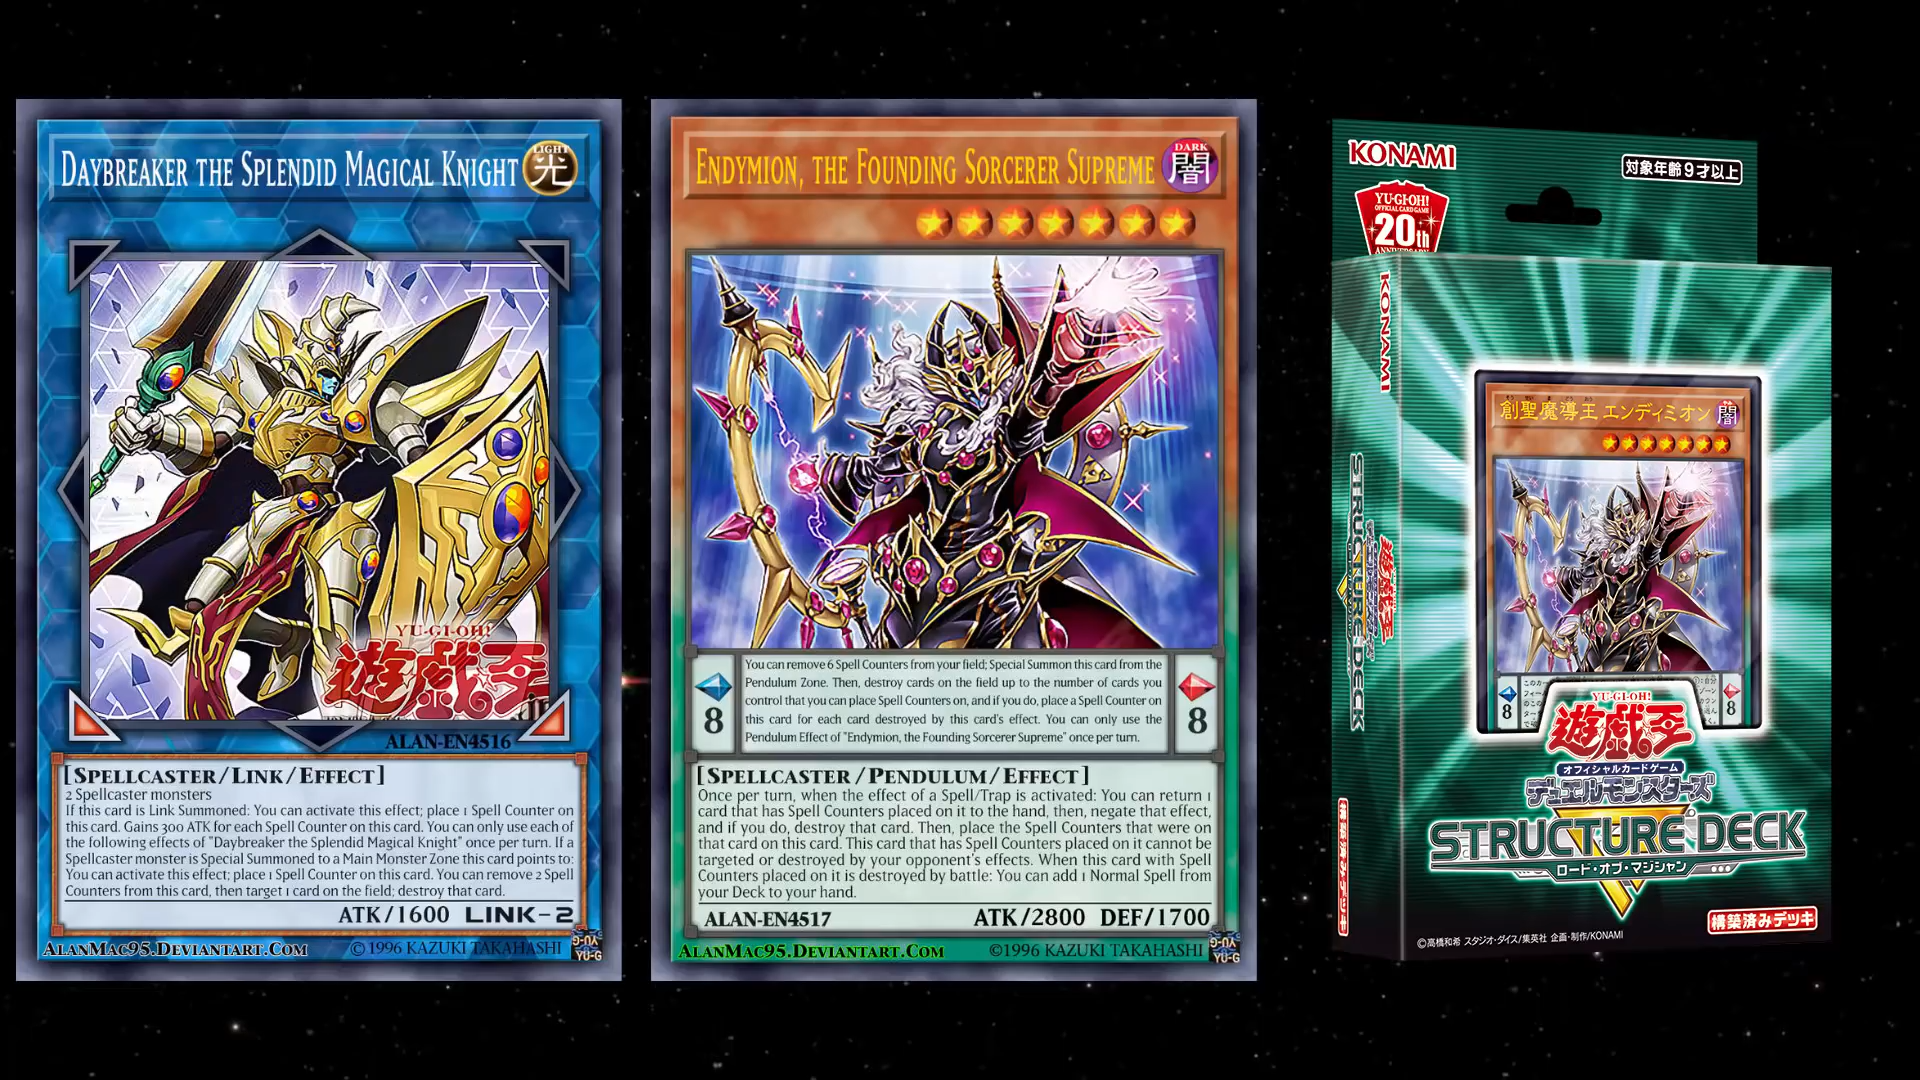 DAYBREAKER THE SPLENDID MAGICAL KNIGHT
LIGHT
光
YU-GI-OH!
遊戯王
ALAN-EN4516
[SPELLCASTER/LINK/EFFECT]
2 Spellcaster monsters
If this card is Link Summoned: You can activate this effect; place 1 Spell Counter on
this card. Gains 300 ATK for each Spell Counter on this card. You can only use each of
the following effects of "Daybreaker the Splendid Magical Knight" once per turn. If a
Spellcaster monster is Special Summoned to a Main Monster Zone this card points to:
You can activate this effect; place 1 Spell Counter on this card. You can remove 2 Spell
Counters from this card, then target 1 card on the field; destroy that card.
ATK/1600 LINK-2
ALANMAC95.DEVIANTART.COM
©1996 KAZUKI TAKAHASHI
ENDYMION, THE FOUNDING SORCERER SUPREME
DARK
闇
You can remove 6 Spell Counters from your field; Special Summon this card from the
Pendulum Zone. Then, destroy cards on the field up to the number of cards you
control that you can place Spell Counters on, and if you do, place a Spell Counter on
this card for each card destroyed by this card's effect. You can only use the
Pendulum Effect of "Endymion, the Founding Sorcerer Supreme" once per turn.
8
8
[SPELLCASTER/PENDULUM/EFFECT]
Once per turn, when the effect of a Spell/Trap is activated: You can return 1
card that has Spell Counters placed on it to the hand, then, negate that effect,
and if you do, destroy that card. Then, place the Spell Counters that were on
that card on this card. This card that has Spell Counters placed on it cannot be
targeted or destroyed by your opponent's effects. When this card with Spell
Counters placed on it is destroyed by battle: You can add 1 Normal Spell from
your Deck to your hand.
ALAN-EN4517
ATK/2800 DEF/1700
ALANMAC95.DEVIANTART.COM
©1996 KAZUKI TAKAHASHI
KONAMI
対象年齢9才以上
YU-GI-OH!
OFFICIAL CARD GAME
20th
ANNIVERSARY
KONAMI
STRUCTURE DECK
遊戯王
構築済みデッキ
創聖魔導王 エンディミオン
闇
8
8
YU-GI-OH!
遊戯王
オフィシャルカードゲーム
デュエルモンスターズ
STRUCTURE DECK
ロード・オブ・マジシャン
構築済みデッキ
©高橋和希 スタジオ・ダイス/集英社 企画・制作/KONAMI